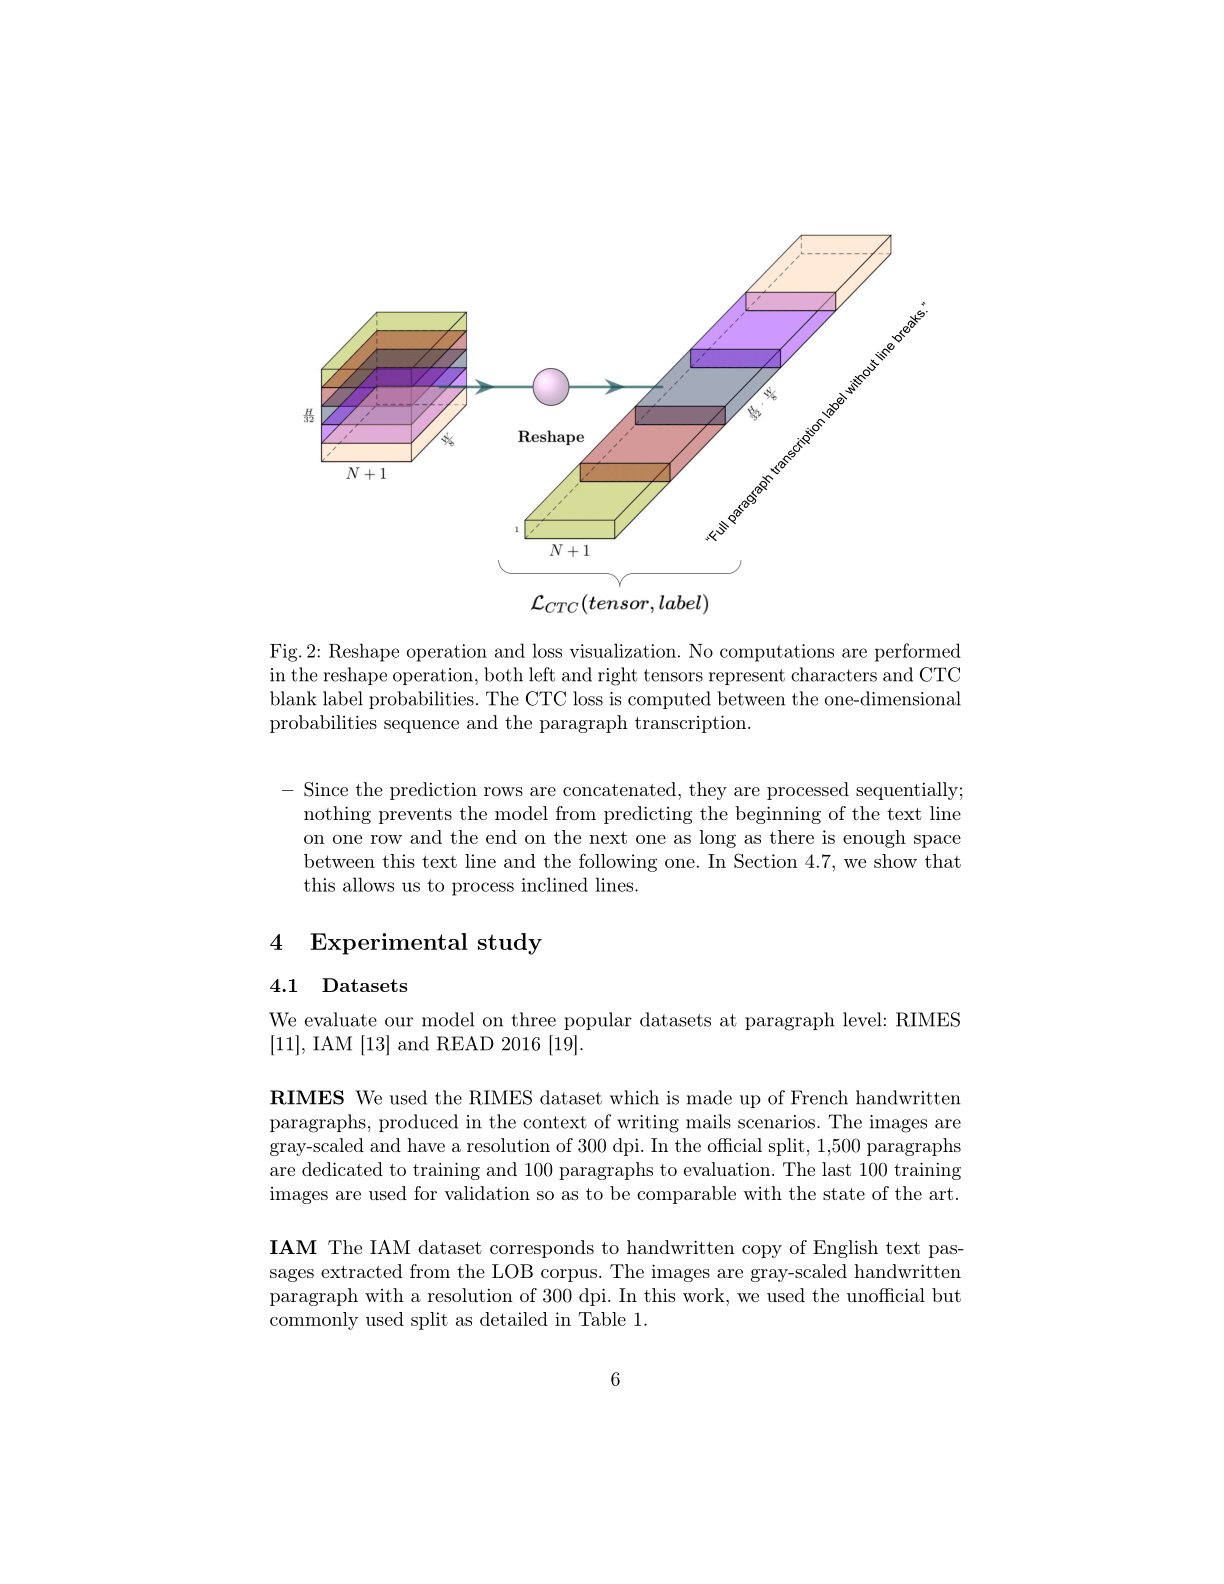 H/32
N + 1
W/8
Reshape
1
N + 1
H/32 · W/8
"Full paragraph transcription label without line breaks."
ℒCTC(tensor, label)
Fig. 2: Reshape operation and loss visualization. No computations are performed
in the reshape operation, both left and right tensors represent characters and CTC
blank label probabilities. The CTC loss is computed between the one-dimensional
probabilities sequence and the paragraph transcription.
– Since the prediction rows are concatenated, they are processed sequentially;
nothing prevents the model from predicting the beginning of the text line
on one row and the end on the next one as long as there is enough space
between this text line and the following one. In Section 4.7, we show that
this allows us to process inclined lines.
4 Experimental study
4.1 Datasets
We evaluate our model on three popular datasets at paragraph level: RIMES
[11], IAM [13] and READ 2016 [19].
RIMES We used the RIMES dataset which is made up of French handwritten
paragraphs, produced in the context of writing mails scenarios. The images are
gray-scaled and have a resolution of 300 dpi. In the official split, 1,500 paragraphs
are dedicated to training and 100 paragraphs to evaluation. The last 100 training
images are used for validation so as to be comparable with the state of the art.
IAM The IAM dataset corresponds to handwritten copy of English text pas-
sages extracted from the LOB corpus. The images are gray-scaled handwritten
paragraph with a resolution of 300 dpi. In this work, we used the unofficial but
commonly used split as detailed in Table 1.
6